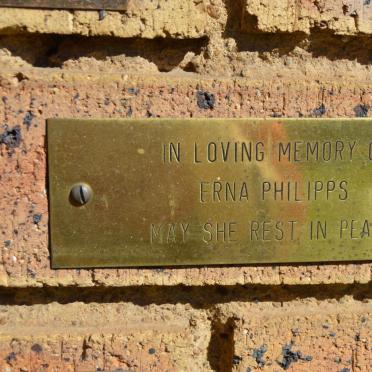 IN LOVING MEMORY O
ERNA PHILIPPS
MAY SHE REST IN PEA